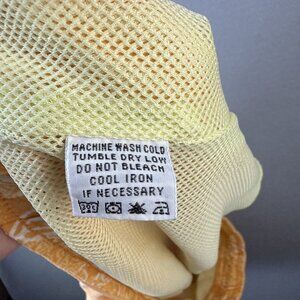 MACHINE WASH COLD
TUMBLE DRY LOW
DO NOT BLEACH
COOL IRON
IF NECESSARY